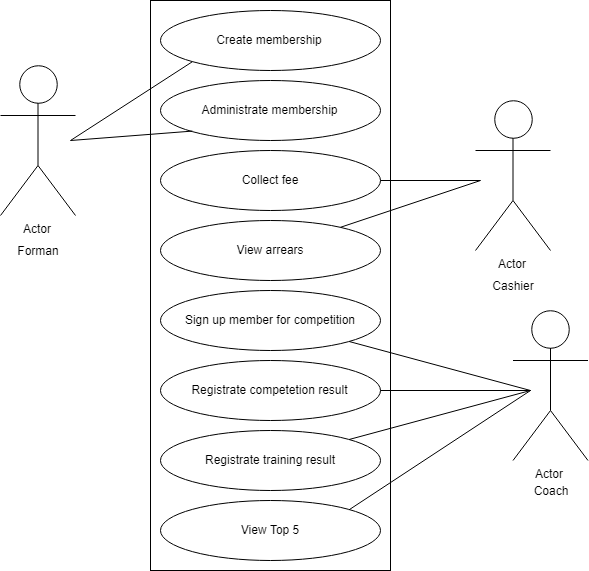 Create membership
Administrate membership
Collect fee
View arrears
Sign up member for competition
Registrate competetion result
Registrate training result
View Top 5
Actor
Forman
Actor
Cashier
Actor
Coach